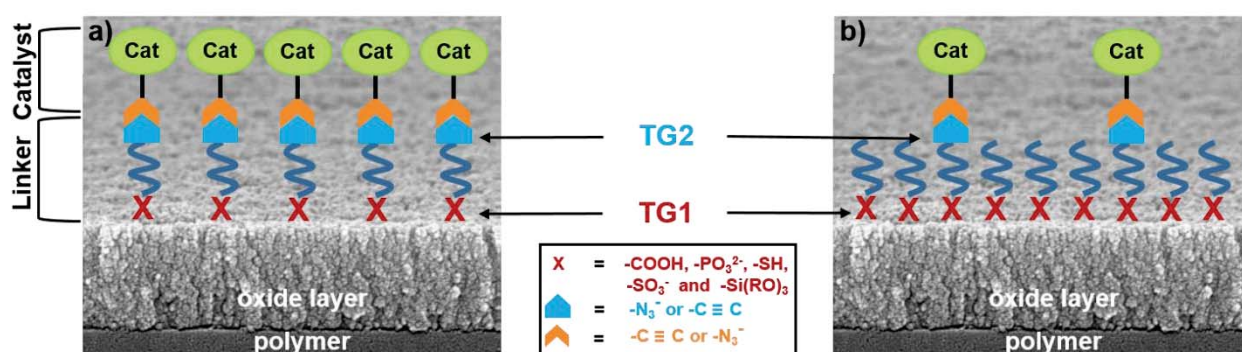 a)
Cat Cat Cat Cat Cat
Catalyst
Linker
TG2
TG1
b)
Cat Cat
X X X X X
X X X X X X X X X
X = -COOH, -PO₃²⁻, -SH,
-SO₃⁻ and -Si(RO)₃
= -N₃⁻ or -C ≡ C
= -C ≡ C or -N₃⁻
oxide layer
polymer
oxide layer
polymer